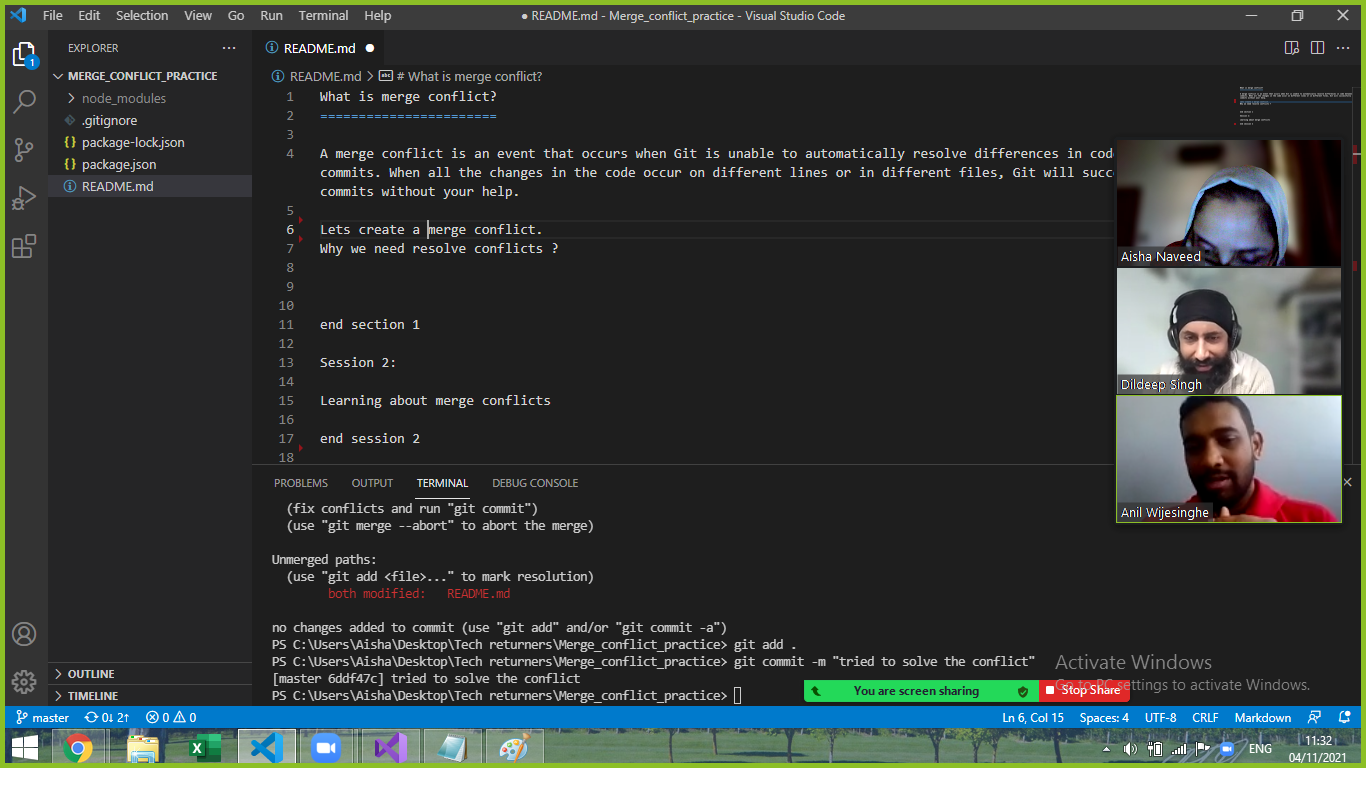 File Edit Selection View Go Run Terminal Help
● README.md - Merge_conflict_practice - Visual Studio Code
EXPLORER
MERGE_CONFLICT_PRACTICE
node_modules
.gitignore
package-lock.json
package.json
README.md
OUTLINE
TIMELINE
1
README.md ●
README.md > # What is merge conflict?
1 What is merge conflict?
2 =======================
3
4 A merge conflict is an event that occurs when Git is unable to automatically resolve differences in cod
commits. When all the changes in the code occur on different lines or in different files, Git will succ
commits without your help.
5
6 Lets create a merge conflict.
7 Why we need resolve conflicts ?
8
9
10
11 end section 1
12
13 Session 2:
14
15 Learning about merge conflicts
16
17 end session 2
18
Aisha Naveed
Dildeep Singh
Anil Wijesinghe
PROBLEMS OUTPUT TERMINAL DEBUG CONSOLE
(fix conflicts and run "git commit")
(use "git merge --abort" to abort the merge)
Unmerged paths:
(use "git add <file>..." to mark resolution)
both modified: README.md
no changes added to commit (use "git add" and/or "git commit -a")
PS C:\Users\Aisha\Desktop\Tech returners\Merge_conflict_practice> git add .
PS C:\Users\Aisha\Desktop\Tech returners\Merge_conflict_practice> git commit -m "tried to solve the conflict"
[master 6ddf47c] tried to solve the conflict
PS C:\Users\Aisha\Desktop\Tech returners\Merge_conflict_practice>
Activate Windows
Go to PC settings to activate Windows.
You are screen sharing
Stop Share
master 0↓ 2↑ 0 0
Ln 6, Col 15 Spaces: 4 UTF-8 CRLF Markdown
ENG
11:32
04/11/2021